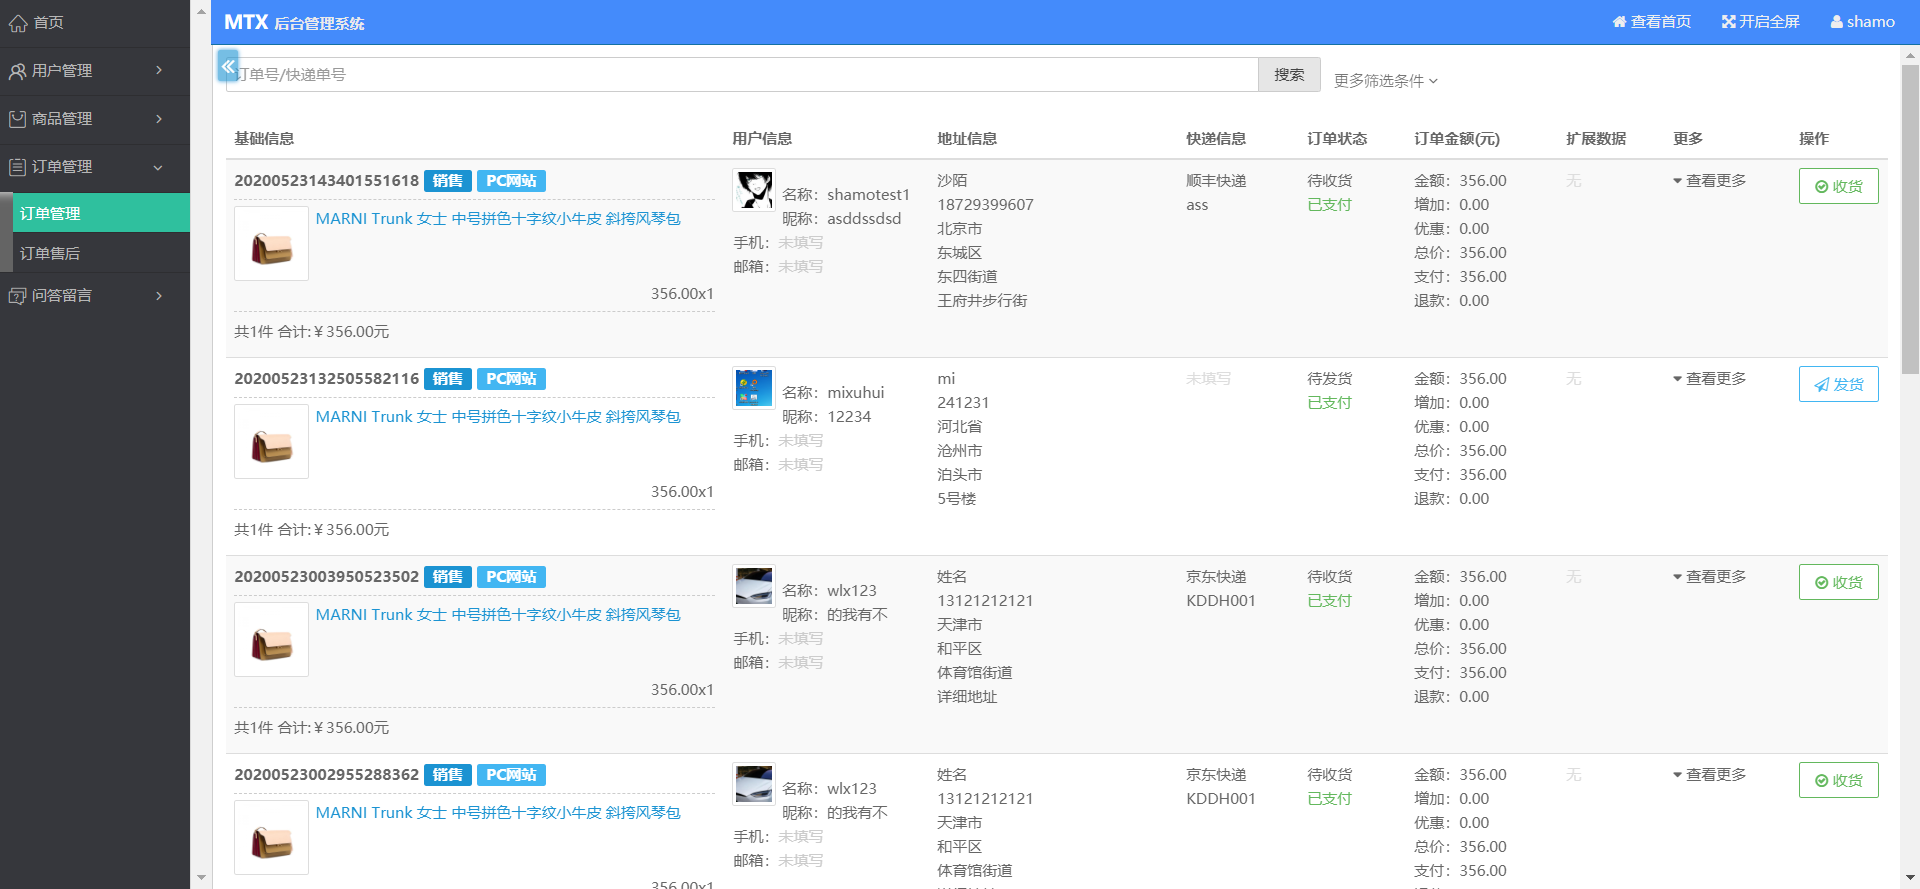 首页
用户管理
商品管理
订单管理
订单管理
订单售后
问答留言
MTX 后台管理系统
查看首页 开启全屏 shamo
订单号/快递单号 搜索 更多筛选条件
基础信息 用户信息 地址信息 快递信息 订单状态 订单金额(元) 扩展数据 更多 操作
20200523143401551618 销售 PC网站
MARNI Trunk 女士 中号拼色十字纹小牛皮 斜挎风琴包
356.00x1
共1件 合计:￥356.00元
名称：shamotest1
昵称：asddssdsd
手机：未填写
邮箱：未填写
沙陌
18729399607
北京市
东城区
东四街道
王府井步行街
顺丰快递
ass
待收货
已支付
金额：356.00
增加：0.00
优惠：0.00
总价：356.00
支付：356.00
退款：0.00
无
查看更多
收货
20200523132505582116 销售 PC网站
MARNI Trunk 女士 中号拼色十字纹小牛皮 斜挎风琴包
356.00x1
共1件 合计:￥356.00元
名称：mixuhui
昵称：12234
手机：未填写
邮箱：未填写
mi
241231
河北省
沧州市
泊头市
5号楼
未填写
待发货
已支付
金额：356.00
增加：0.00
优惠：0.00
总价：356.00
支付：356.00
退款：0.00
无
查看更多
发货
20200523003950523502 销售 PC网站
MARNI Trunk 女士 中号拼色十字纹小牛皮 斜挎风琴包
356.00x1
共1件 合计:￥356.00元
名称：wlx123
昵称：的我有不
手机：未填写
邮箱：未填写
姓名
13121212121
天津市
和平区
体育馆街道
详细地址
京东快递
KDDH001
待收货
已支付
金额：356.00
增加：0.00
优惠：0.00
总价：356.00
支付：356.00
退款：0.00
无
查看更多
收货
20200523002955288362 销售 PC网站
MARNI Trunk 女士 中号拼色十字纹小牛皮 斜挎风琴包
356.00x1
名称：wlx123
昵称：的我有不
手机：未填写
邮箱：未填写
姓名
13121212121
天津市
和平区
体育馆街道
京东快递
KDDH001
待收货
已支付
金额：356.00
增加：0.00
优惠：0.00
总价：356.00
支付：356.00
无
查看更多
收货